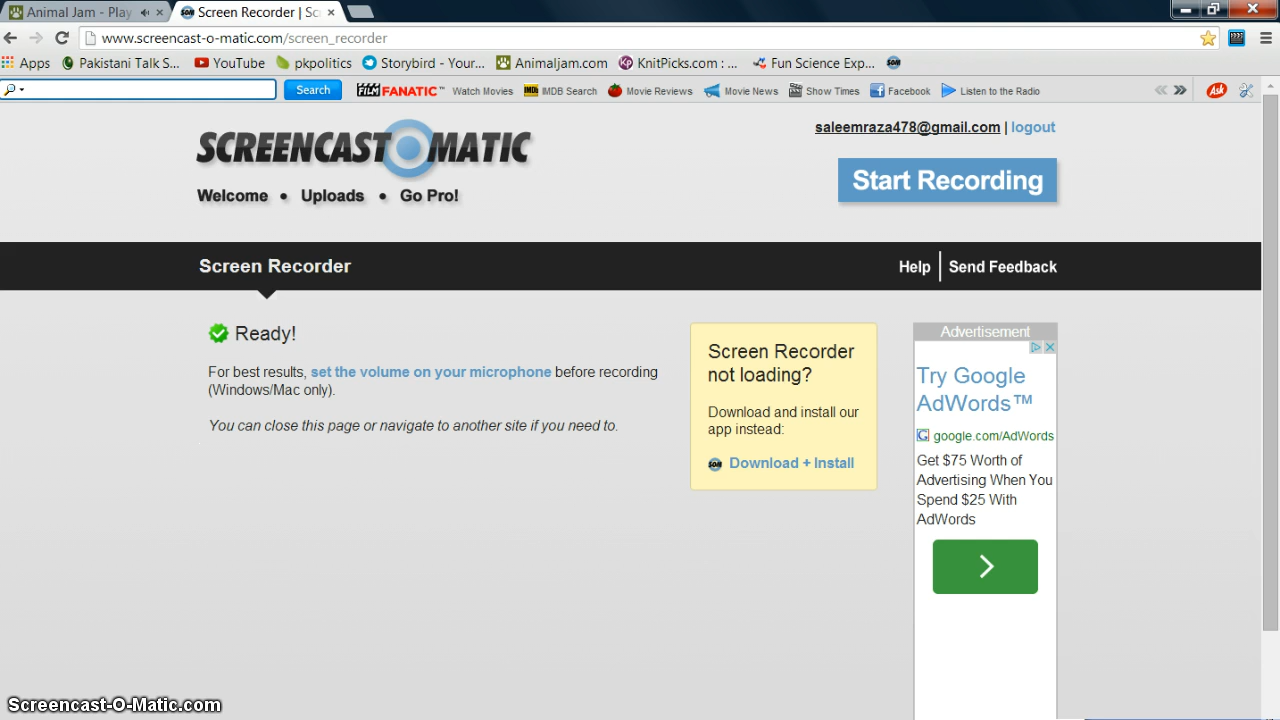 Animal Jam - Play
Screen Recorder | Sc
www.screencast-o-matic.com/screen_recorder
Apps Pakistani Talk S... YouTube pkpolitics Storybird - Your... Animaljam.com KnitPicks.com : ... Fun Science Exp... SOM
Search FILM FANATIC™ Watch Movies IMDb IMDB Search Movie Reviews Movie News Show Times Facebook Listen to the Radio Ask
SCREENCAST-O-MATIC
saleemraza478@gmail.com | logout
Welcome • Uploads • Go Pro!
Start Recording
Screen Recorder
Help | Send Feedback
Ready!
For best results, set the volume on your microphone before recording
(Windows/Mac only).
You can close this page or navigate to another site if you need to.
Screen Recorder
not loading?
Download and install our
app instead:
SOM Download + Install
Advertisement
Try Google
AdWords™
G google.com/AdWords
Get $75 Worth of
Advertising When You
Spend $25 With
AdWords
Screencast-O-Matic.com